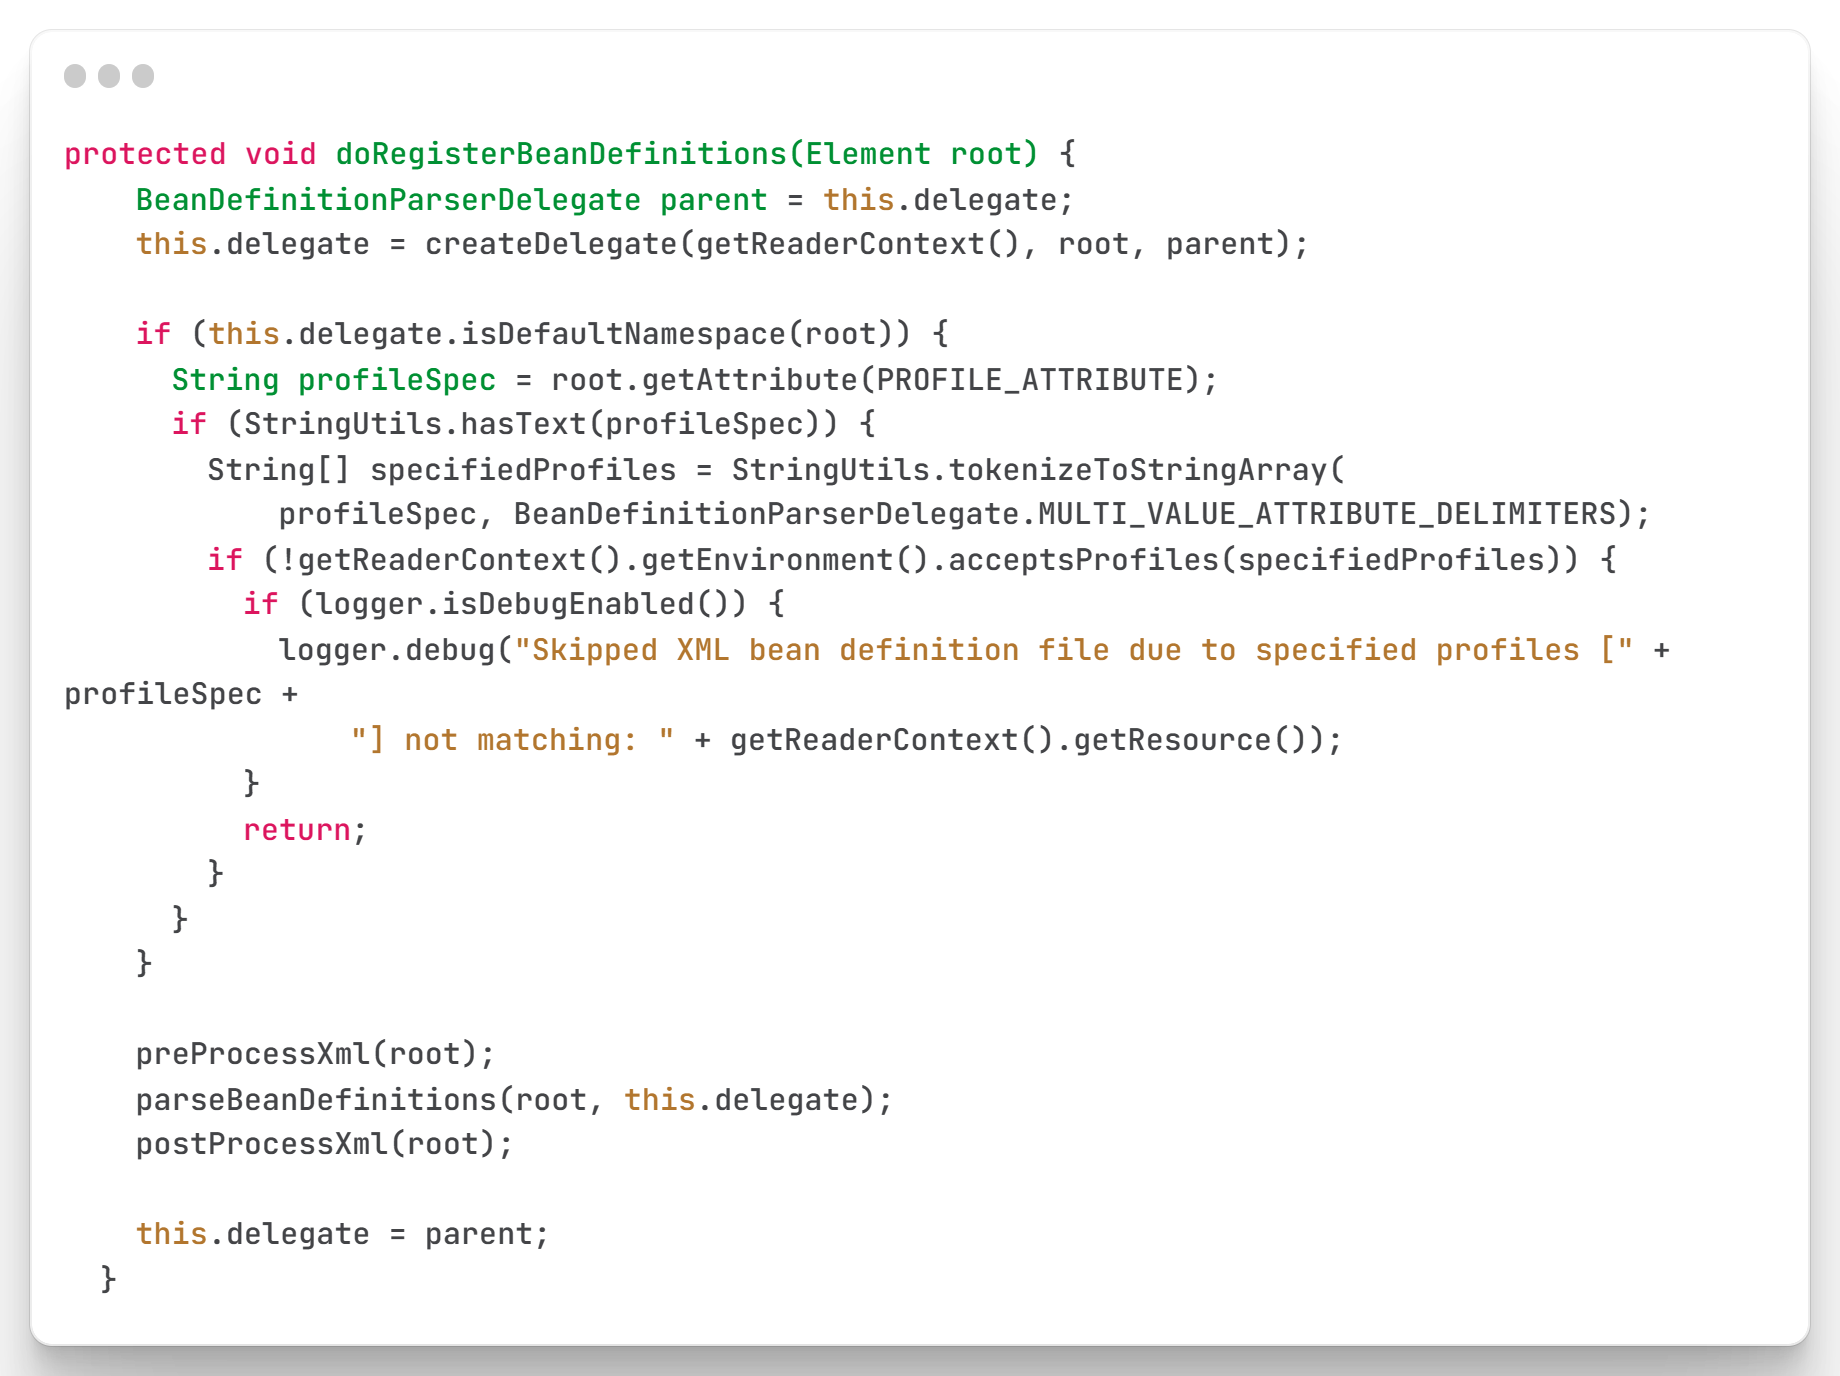 protected void doRegisterBeanDefinitions(Element root) {
    BeanDefinitionParserDelegate parent = this.delegate;
    this.delegate = createDelegate(getReaderContext(), root, parent);

    if (this.delegate.isDefaultNamespace(root)) {
      String profileSpec = root.getAttribute(PROFILE_ATTRIBUTE);
      if (StringUtils.hasText(profileSpec)) {
        String[] specifiedProfiles = StringUtils.tokenizeToStringArray(
            profileSpec, BeanDefinitionParserDelegate.MULTI_VALUE_ATTRIBUTE_DELIMITERS);
        if (!getReaderContext().getEnvironment().acceptsProfiles(specifiedProfiles)) {
          if (logger.isDebugEnabled()) {
            logger.debug("Skipped XML bean definition file due to specified profiles [" +
profileSpec +
                "] not matching: " + getReaderContext().getResource());
          }
          return;
        }
      }
    }

    preProcessXml(root);
    parseBeanDefinitions(root, this.delegate);
    postProcessXml(root);

    this.delegate = parent;
  }